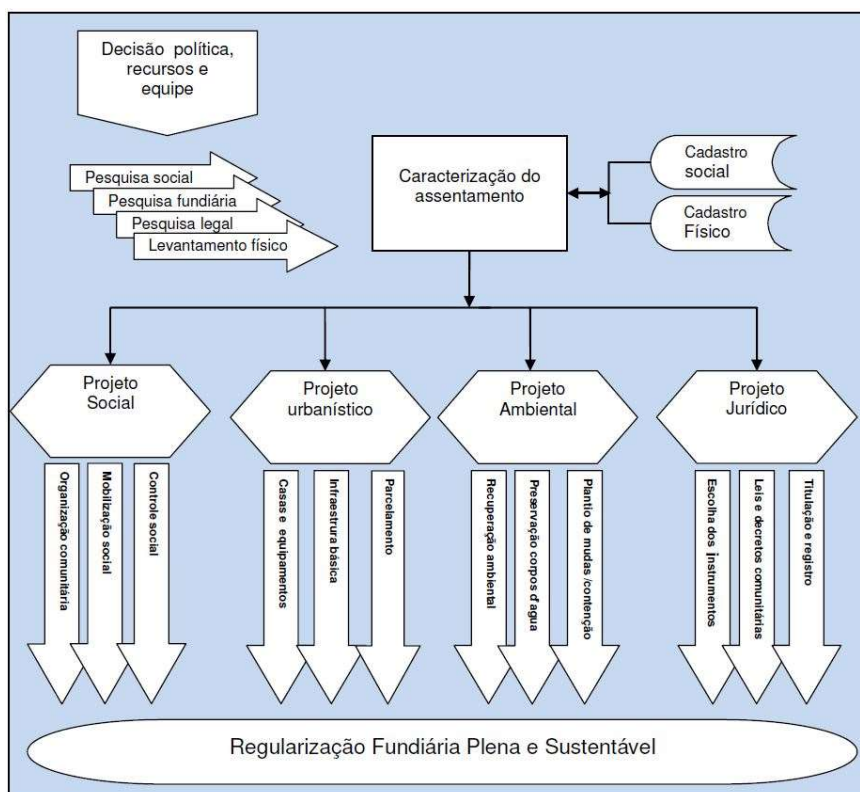 Decisão política,
recursos e
equipe
Pesquisa social
Pesquisa fundiária
Pesquisa legal
Levantamento físico
Caracterização do
assentamento
Cadastro
social
Cadastro
Físico
Projeto
Social
Projeto
urbanístico
Projeto
Ambiental
Projeto
Jurídico
Organização comunitária
Mobilização social
Controle social
Casas e equipamentos
Infraestrura básica
Parcelamento
Recuperação ambiental
Preservação corpos d'agua
Plantio de mudas /contenção
Escolha dos instrumentos
Leis e decretos comunitárias
Titulação e registro
Regularização Fundiária Plena e Sustentável